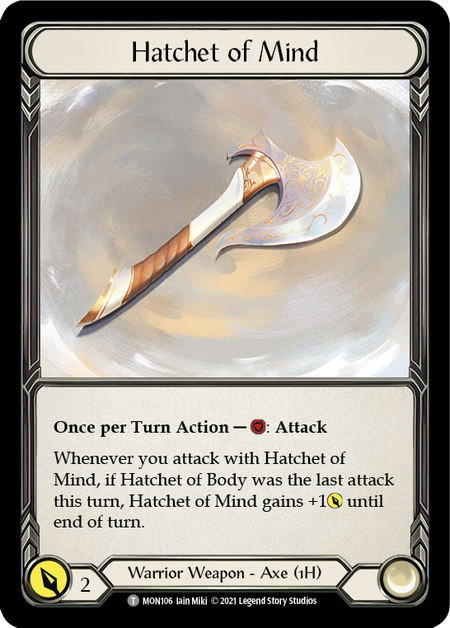 Hatchet of Mind
Once per Turn Action — : Attack
Whenever you attack with Hatchet of
Mind, if Hatchet of Body was the last attack
this turn, Hatchet of Mind gains +1 until
end of turn.
2
Warrior Weapon - Axe (1H)
T MON106 Iain Miki © 2021 Legend Story Studios